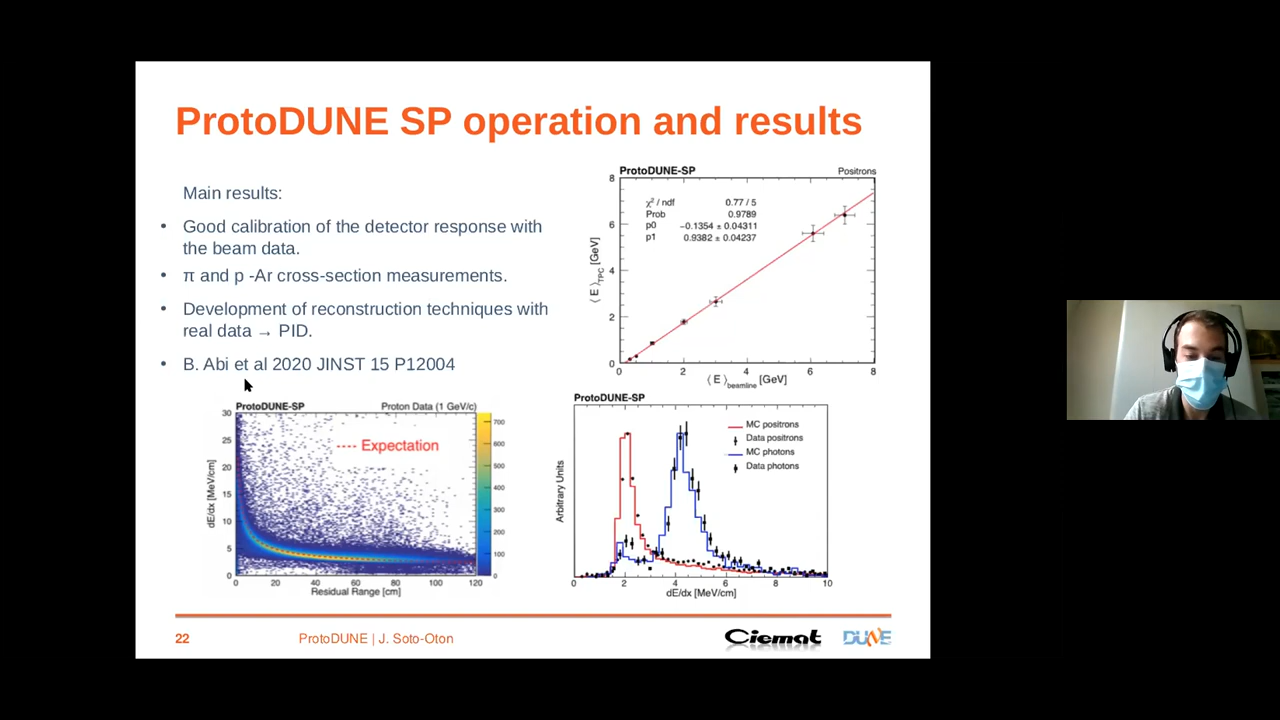 ProtoDUNE SP operation and results
Main results:
• Good calibration of the detector response with
the beam data.
• π and p -Ar cross-section measurements.
• Development of reconstruction techniques with
real data → PID.
• B. Abi et al 2020 JINST 15 P12004
ProtoDUNE-SP Positrons
χ² / ndf 0.77 / 5
Prob 0.9789
p0 −0.1354 ± 0.04311
p1 0.9382 ± 0.04237
8
6
4
2
0
⟨ E ⟩TPC [GeV]
0 2 4 6 8
⟨ E ⟩beamline [GeV]
ProtoDUNE-SP Proton Data (1 GeV/c)
Expectation
30
25
20
15
10
5
0
dE/dx [MeV/cm]
700
600
500
400
300
200
100
0
0 20 40 60 80 100 120
Residual Range [cm]
ProtoDUNE-SP
MC positrons
Data positrons
MC photons
Data photons
Arbitrary Units
0 2 4 6 8 10
dE/dx [MeV/cm]
22 ProtoDUNE | J. Soto-Oton Ciemat DUNE